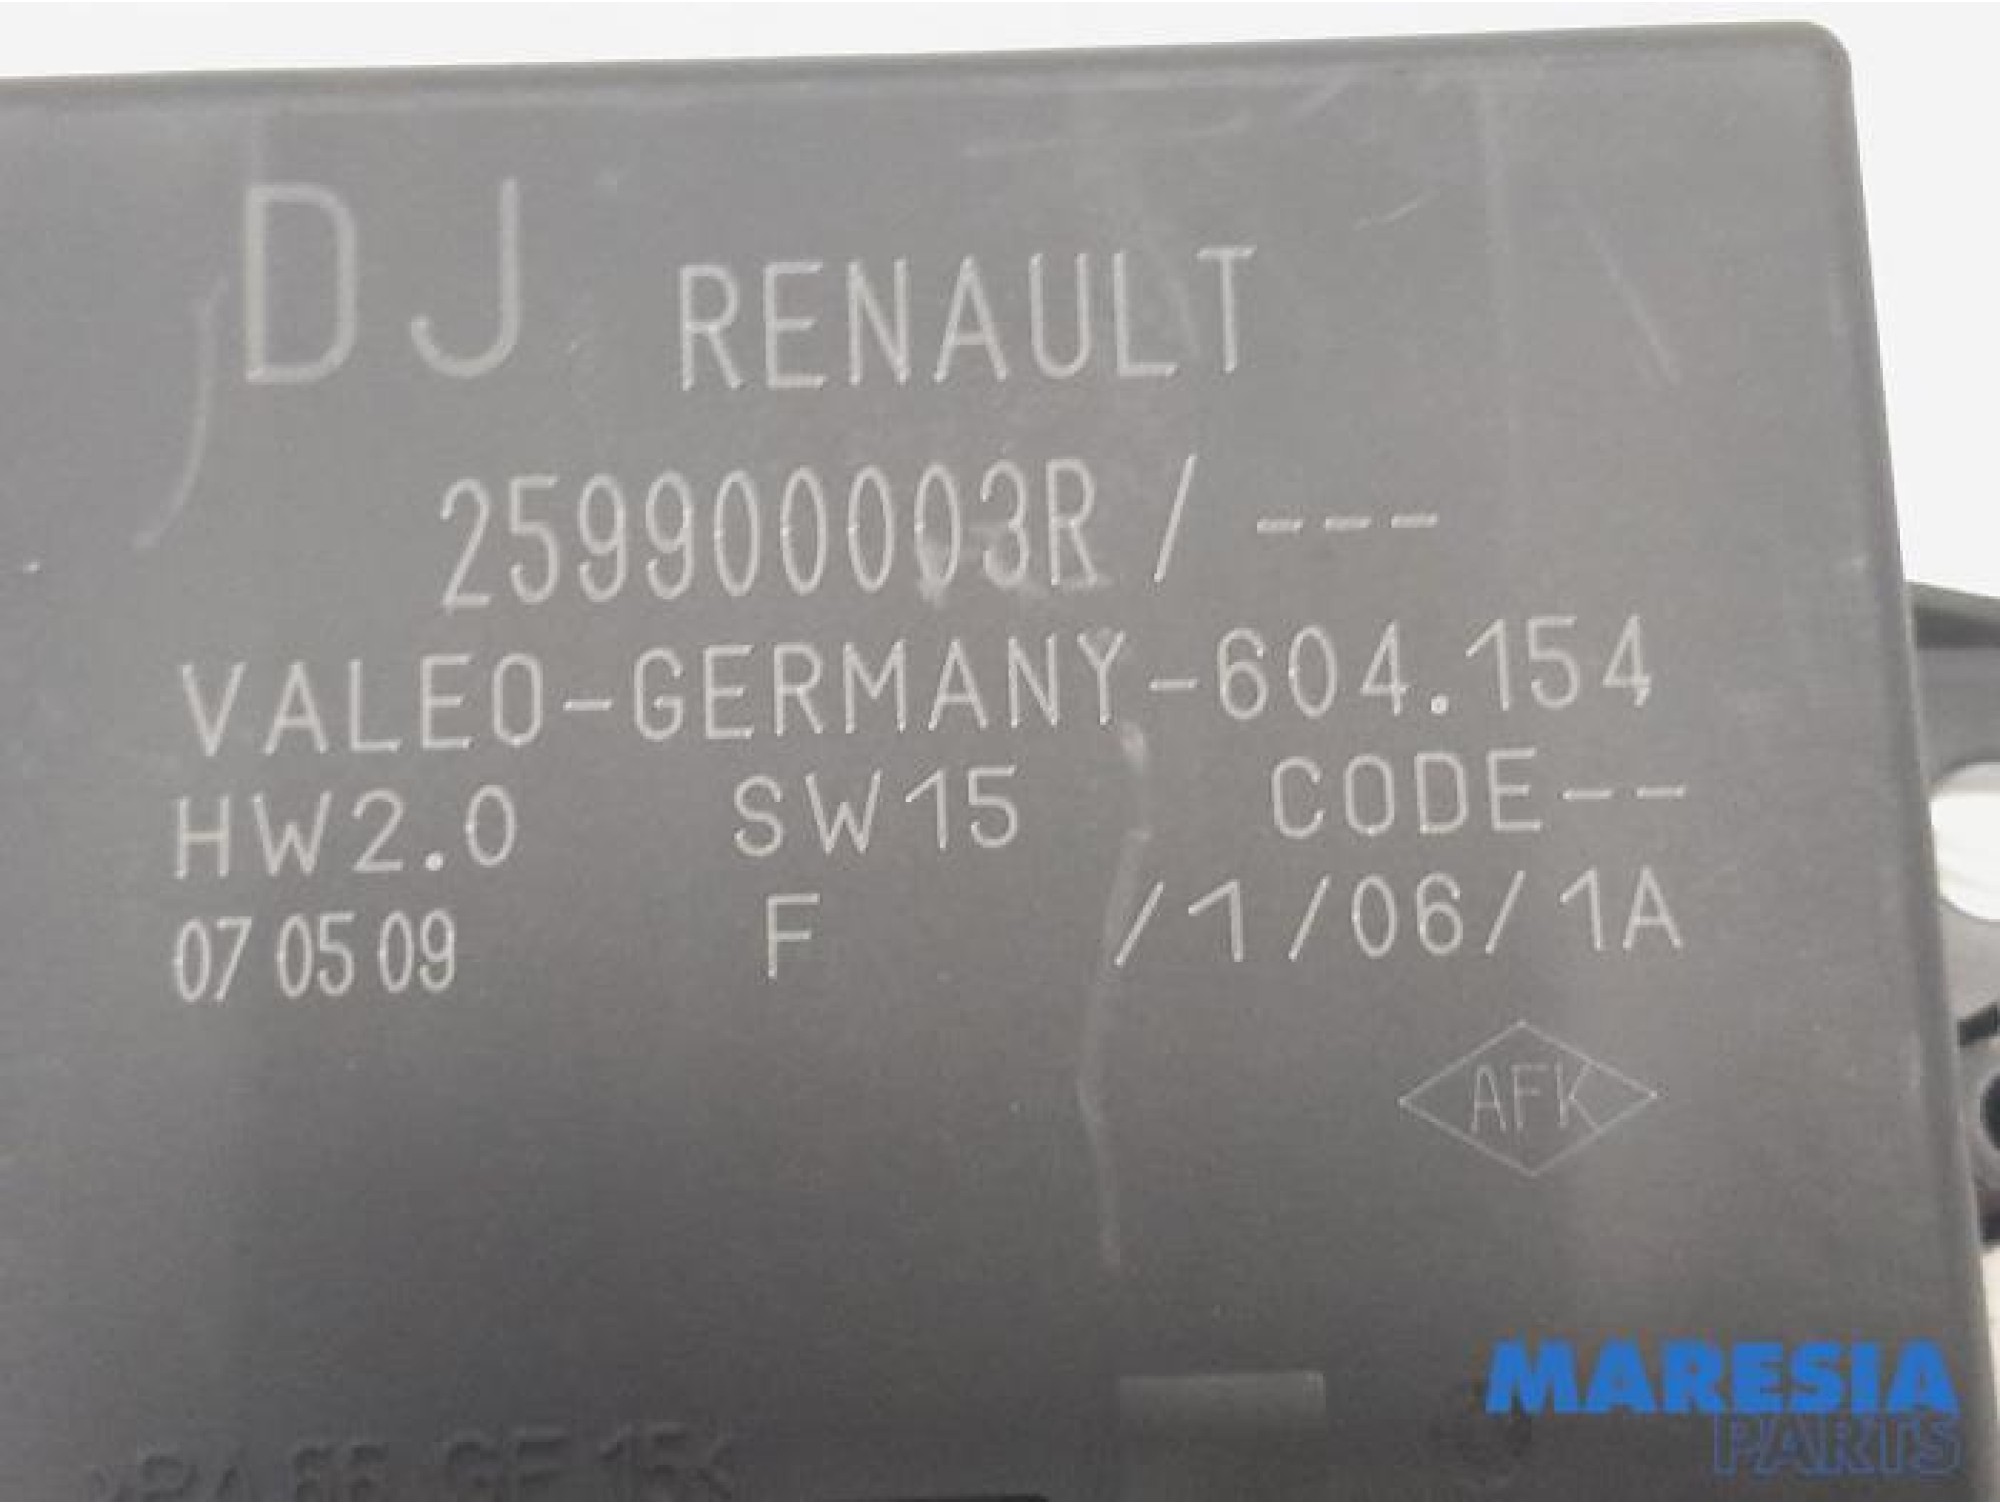 DJ RENAULT
259900003R / ---
VALEO-GERMANY-604.154
HW2.0 SW15 CODE--
07 05 09 F /1/06/1A
AFK
MARESIA
PARTS